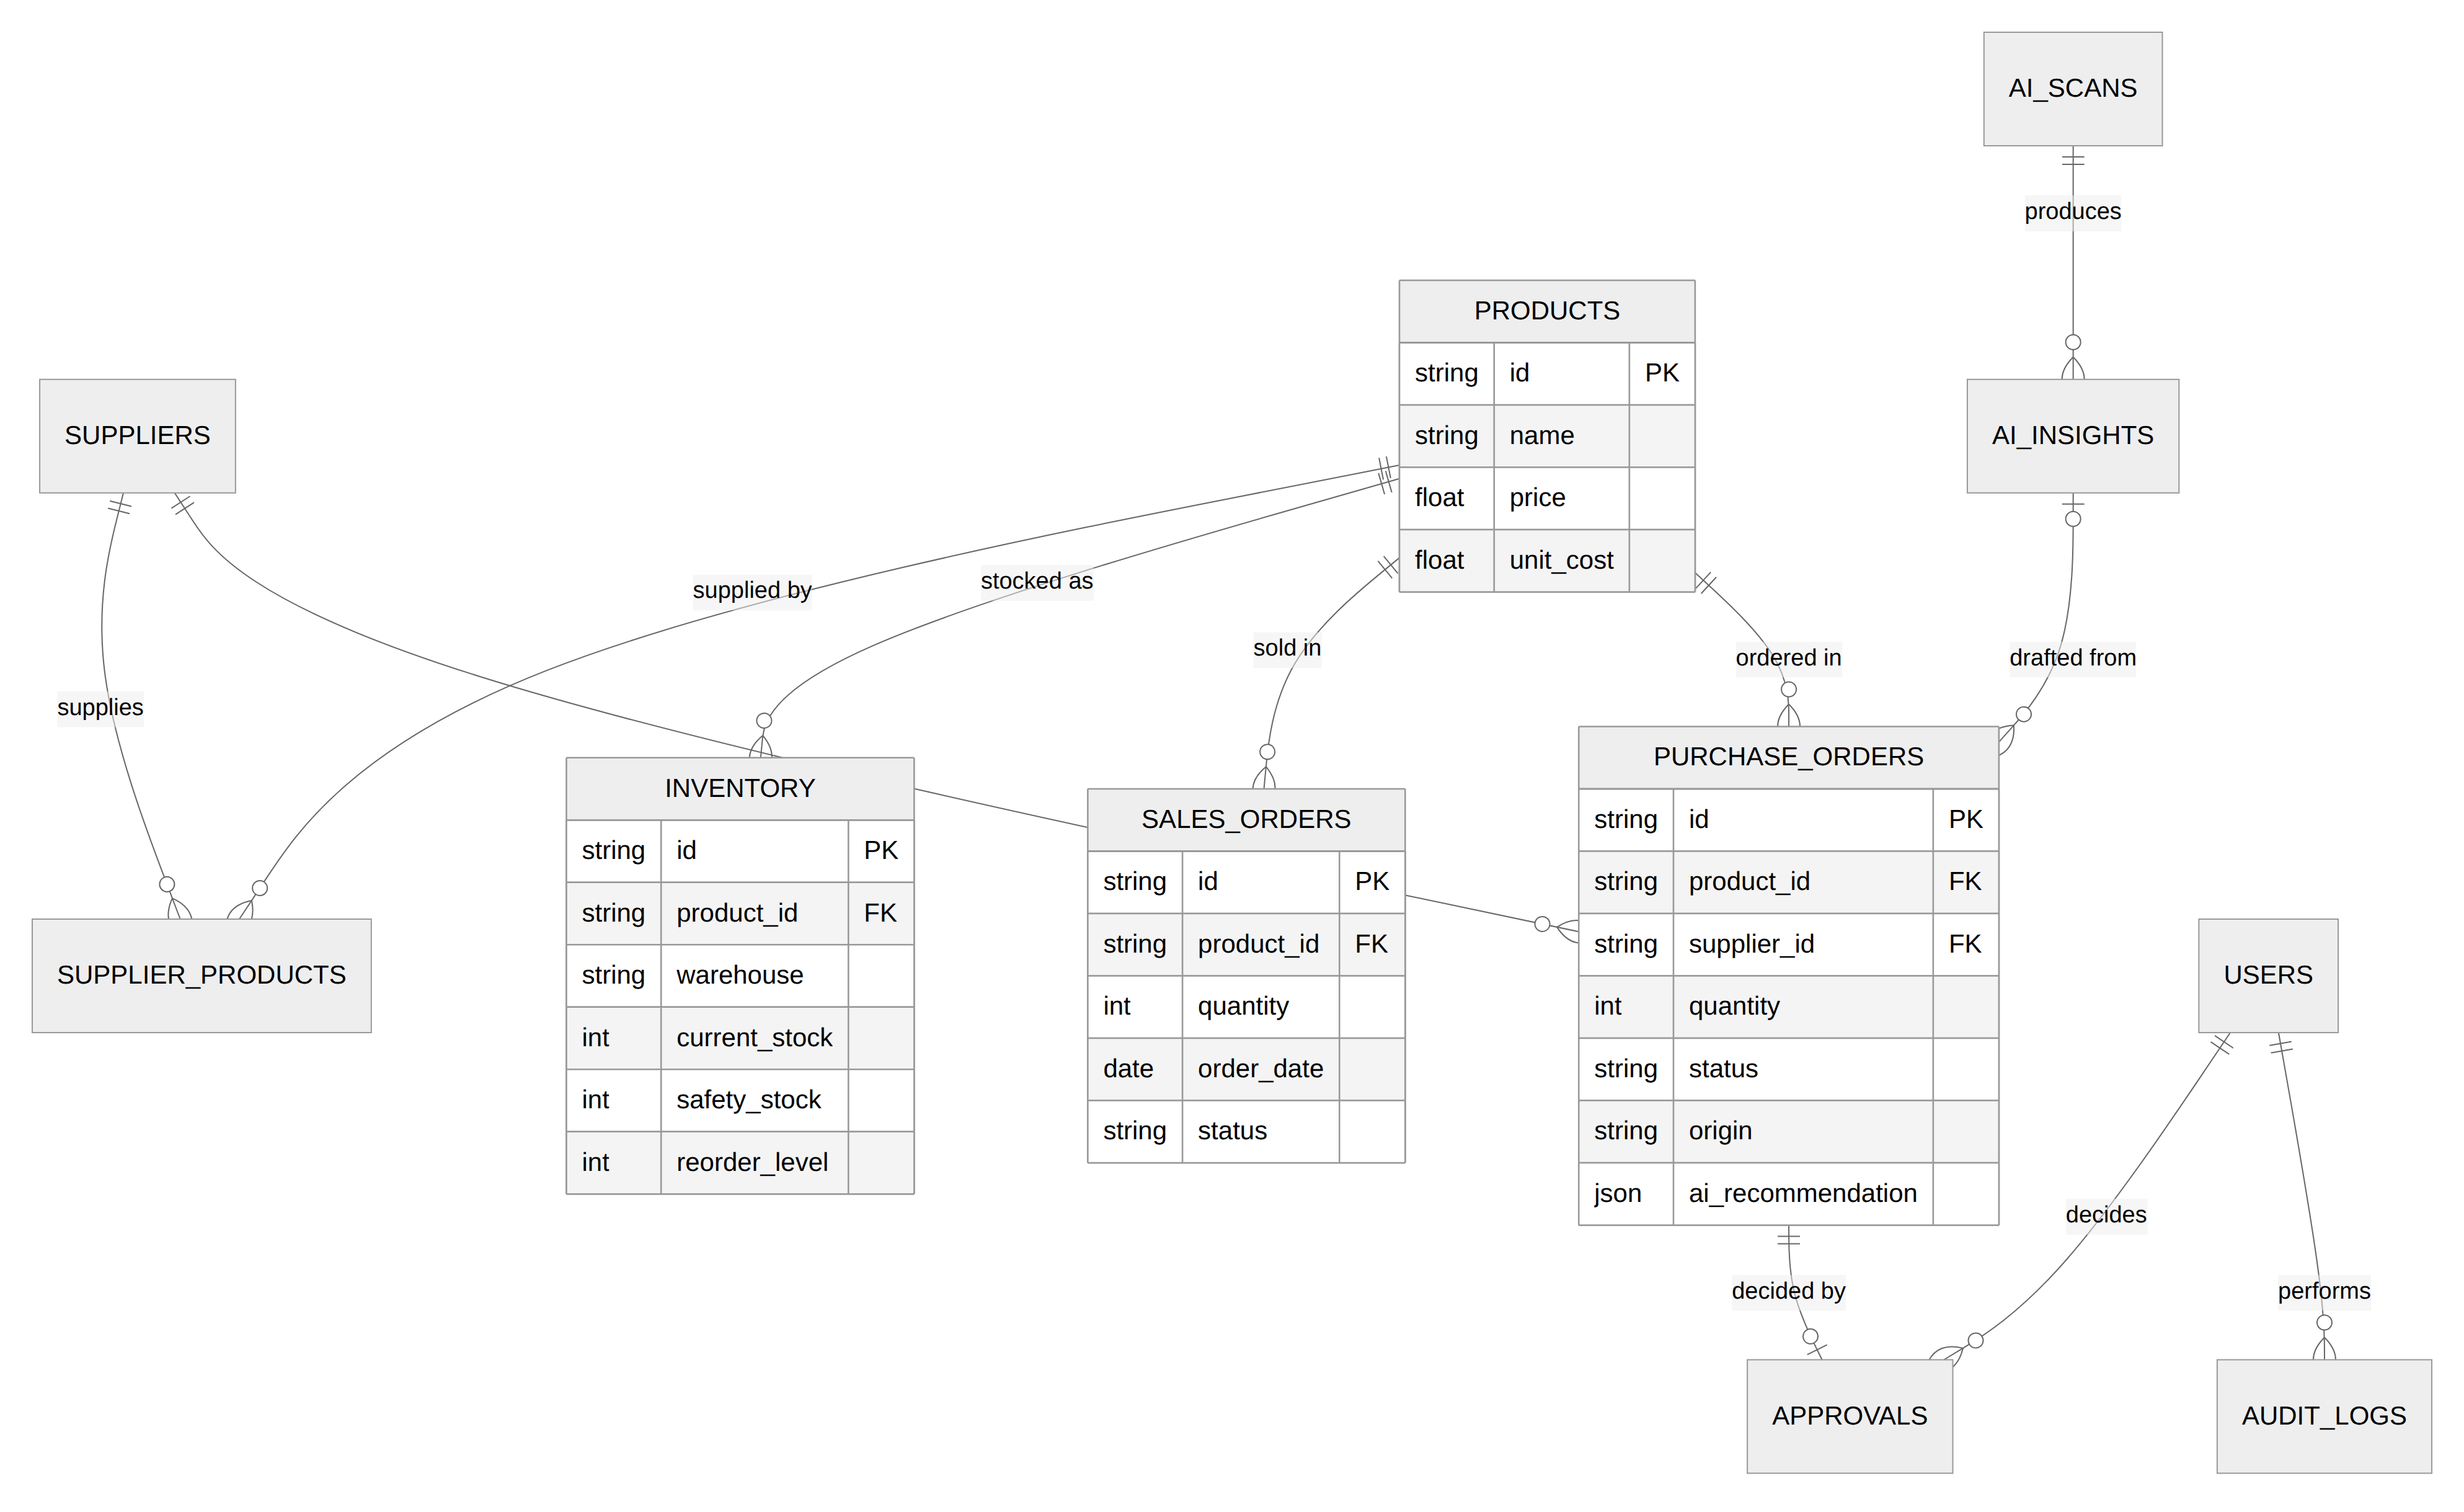 AI_SCANS
produces
PRODUCTS
string id PK
string name
float price
float unit_cost
SUPPLIERS
AI_INSIGHTS
supplied by
stocked as
sold in
ordered in
drafted from
supplies
INVENTORY
string id PK
string product_id FK
string warehouse
int current_stock
int safety_stock
int reorder_level
SALES_ORDERS
string id PK
string product_id FK
int quantity
date order_date
string status
PURCHASE_ORDERS
string id PK
string product_id FK
string supplier_id FK
int quantity
string status
string origin
json ai_recommendation
SUPPLIER_PRODUCTS
USERS
decides
decided by
performs
APPROVALS
AUDIT_LOGS